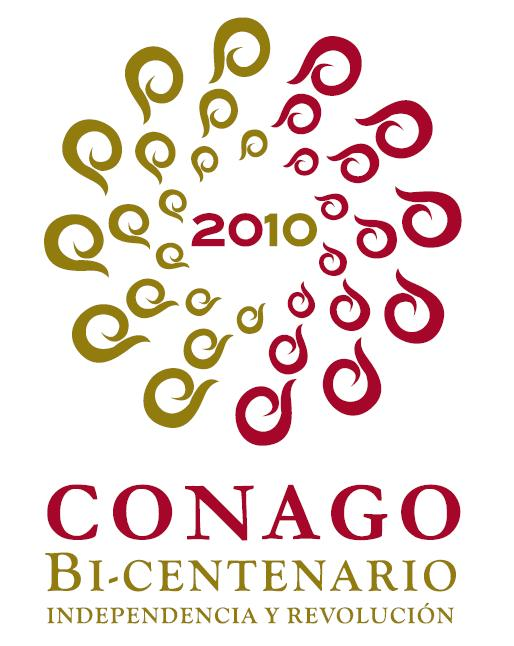 2010
CONAGO
BI-CENTENARIO
INDEPENDENCIA Y REVOLUCIÓN